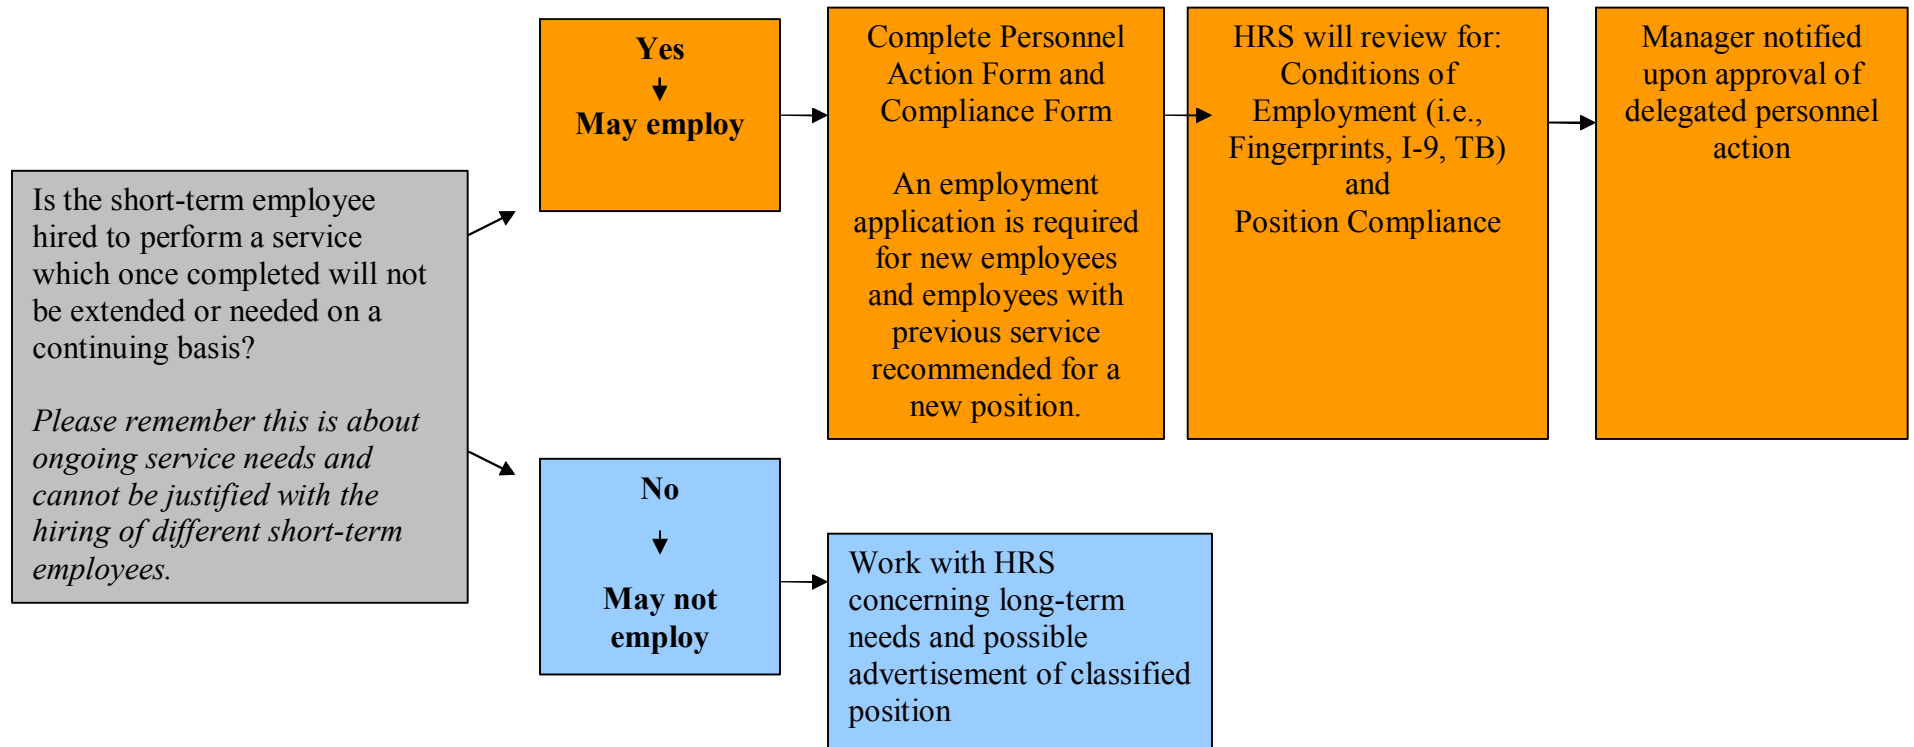 Is the short-term employee
hired to perform a service
which once completed will not
be extended or needed on a
continuing basis?
Please remember this is about
ongoing service needs and
cannot be justified with the
hiring of different short-term
employees.
Yes
May employ
Complete Personnel
Action Form and
Compliance Form
An employment
application is required
for new employees
and employees with
previous service
recommended for a
new position.
HRS will review for:
Conditions of
Employment (i.e.,
Fingerprints, I-9, TB)
and
Position Compliance
Manager notified
upon approval of
delegated personnel
action
No
May not
employ
Work with HRS
concerning long-term
needs and possible
advertisement of classified
position